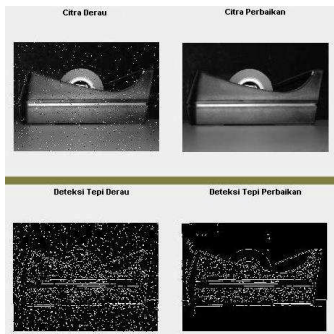 Citra Derau
Citra Perbaikan
Deteksi Tepi Derau
Deteksi Tepi Perbaikan